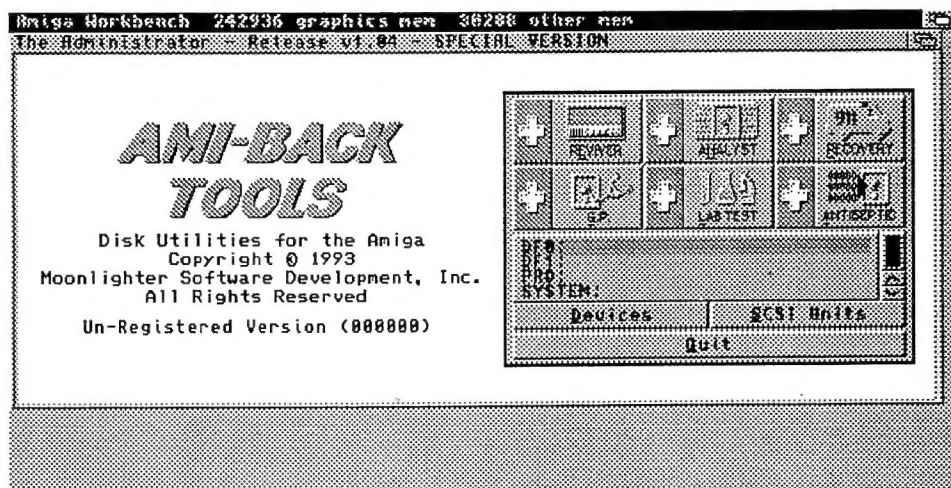 Amiga Workbench 242936 graphics mem 36288 other mem
The Administrator - Release v1.04 - SPECIAL VERSION
AMI-BACK
TOOLS
Disk Utilities for the Amiga
Copyright © 1993
Moonlighter Software Development, Inc.
All Rights Reserved
Un-Registered Version (000000)
REVIVER
ANALYST
911
RECOVERY
G.P.
LAB TEST
ANTISEPTIC
DF0:
DF1:
SYSTEM:
Devices
SCSI Units
Quit